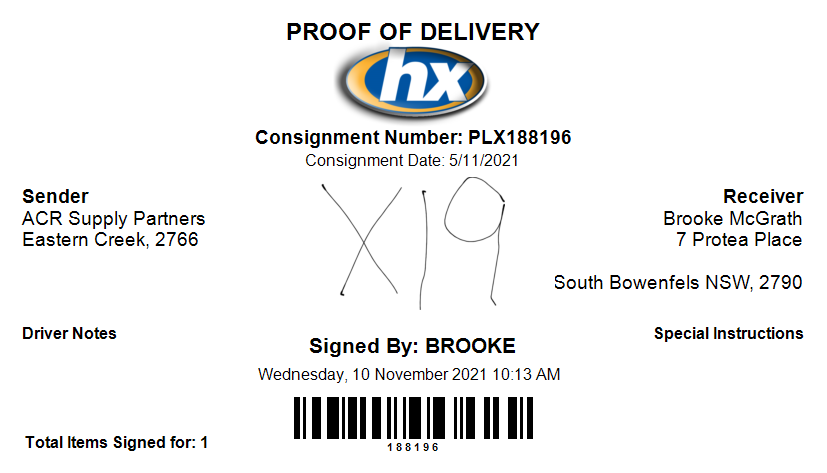 PROOF OF DELIVERY
hx
Consignment Number: PLX188196
Consignment Date: 5/11/2021
Sender
ACR Supply Partners
Eastern Creek, 2766
X19
Receiver
Brooke McGrath
7 Protea Place
South Bowenfels NSW, 2790
Driver Notes
Special Instructions
Signed By: BROOKE
Wednesday, 10 November 2021 10:13 AM
188196
Total Items Signed for: 1